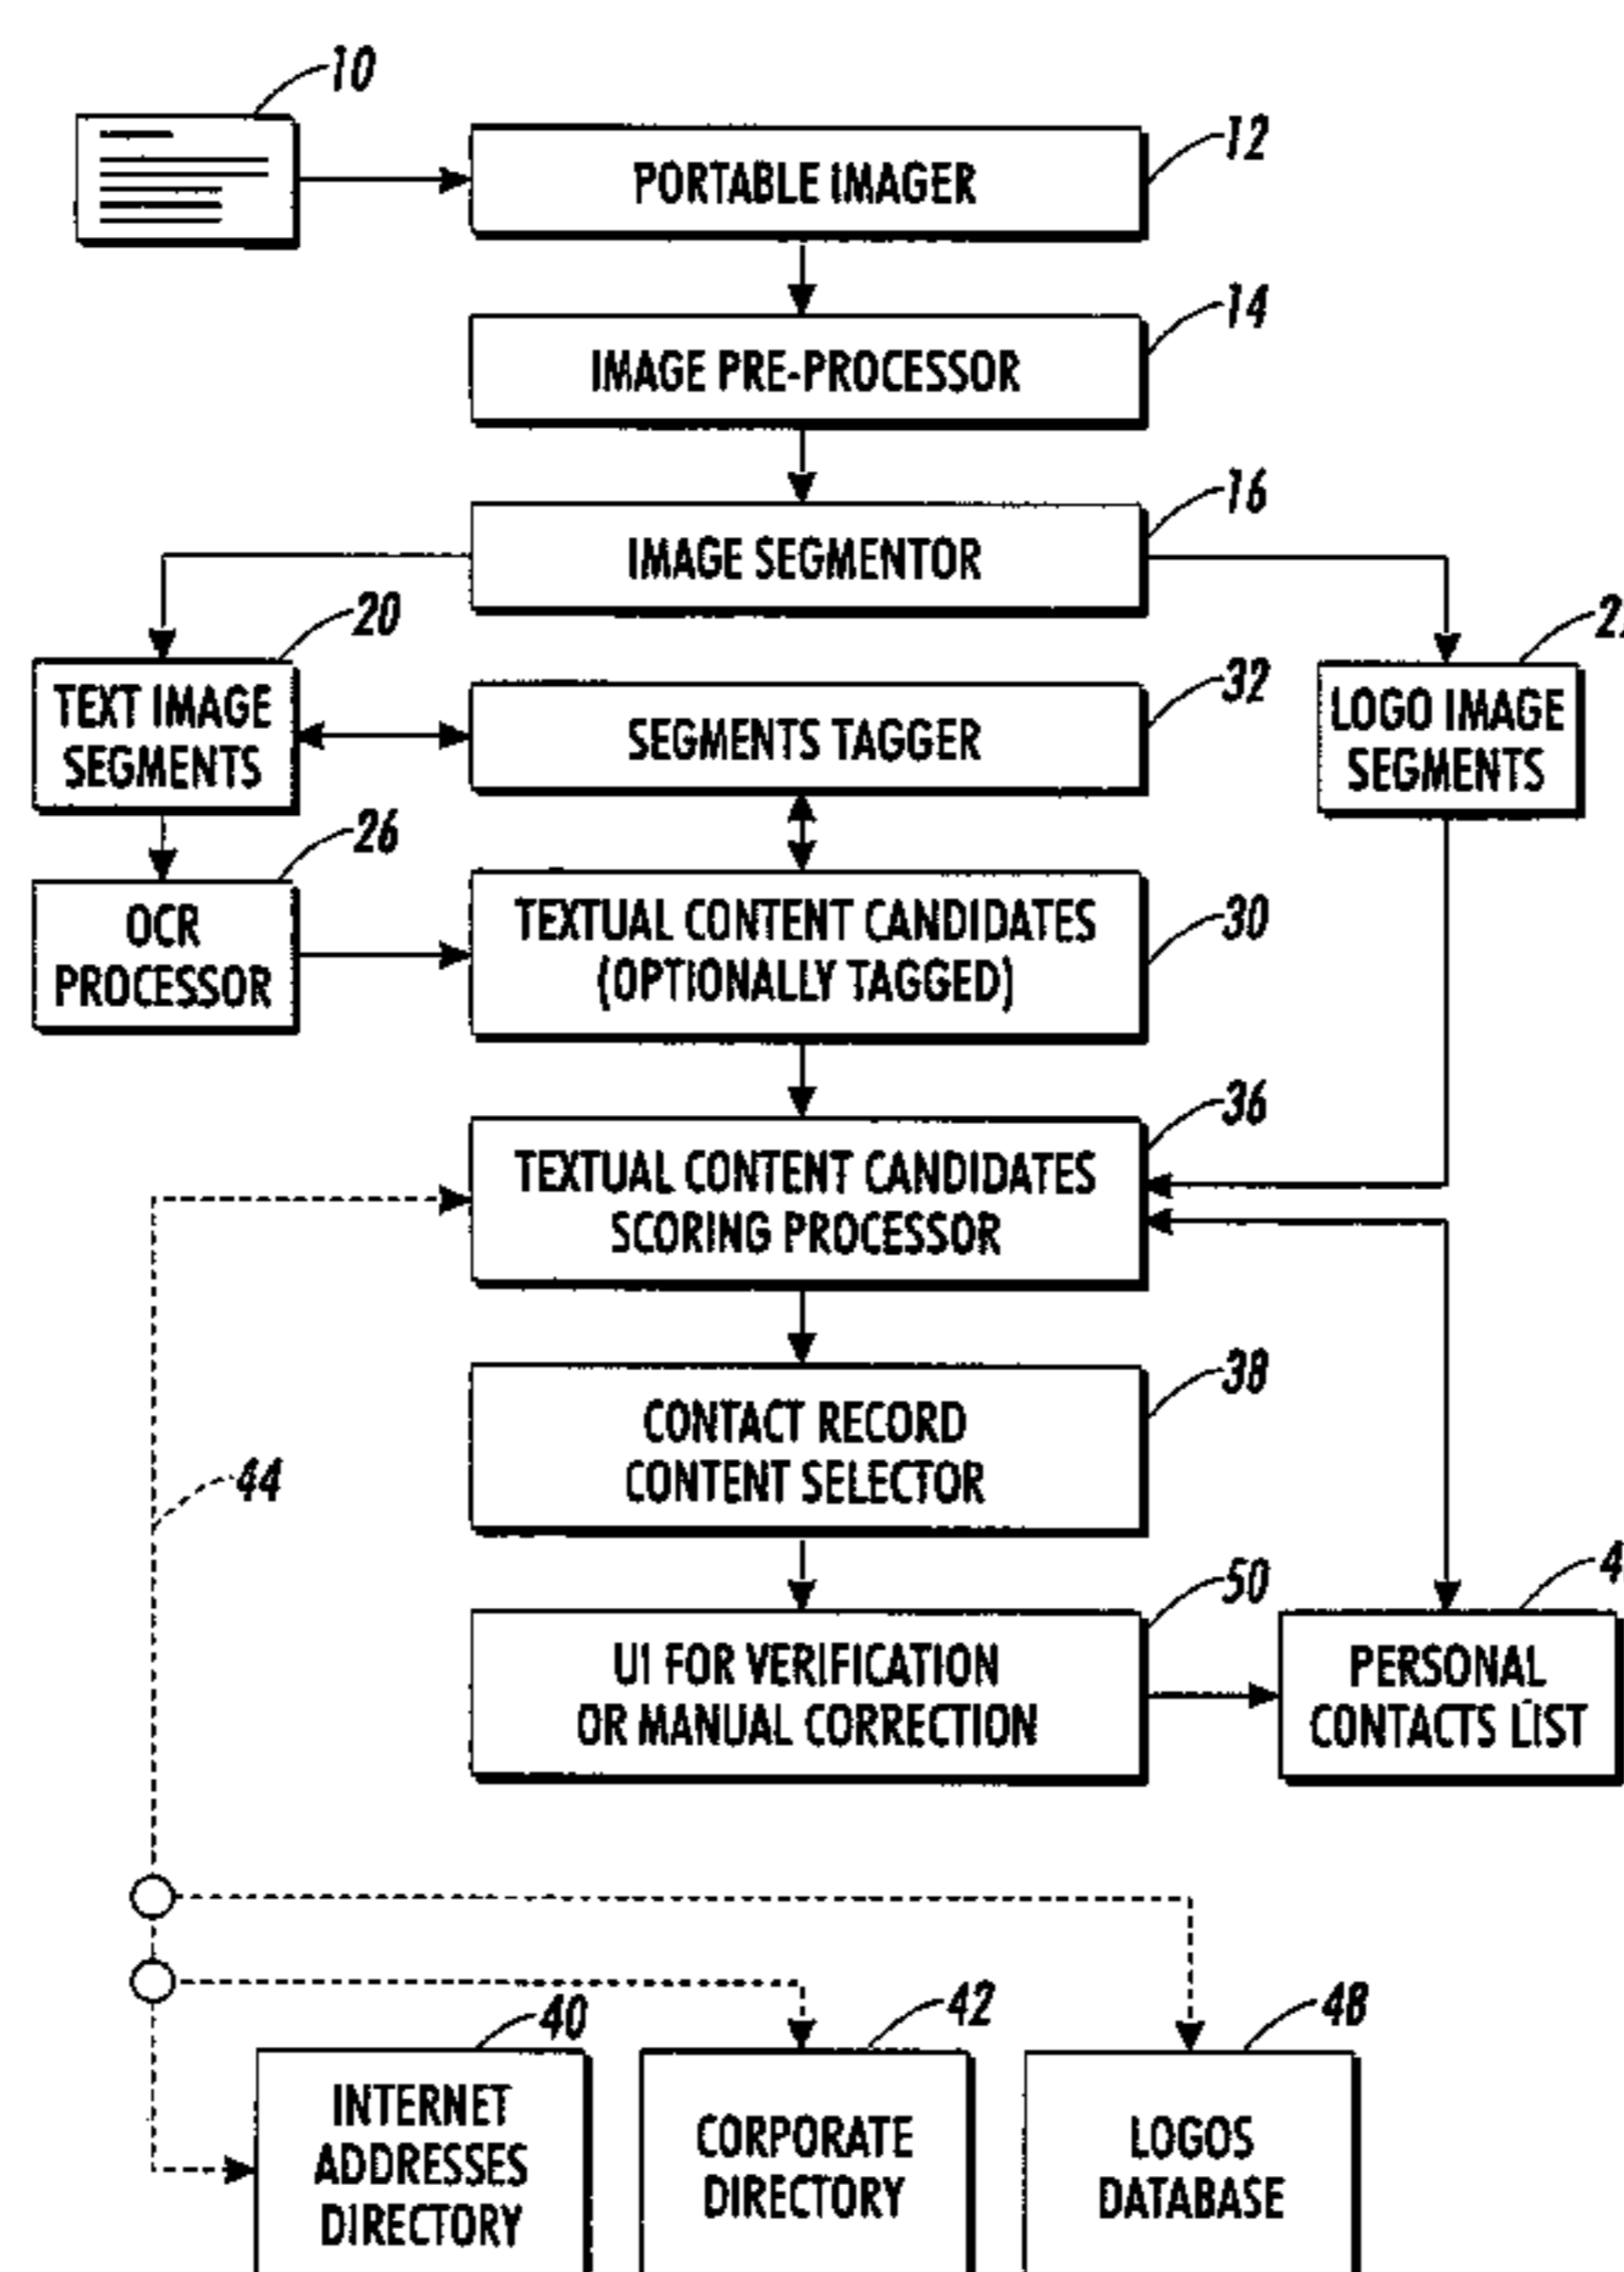 10
12
PORTABLE IMAGER
14
IMAGE PRE-PROCESSOR
16
IMAGE SEGMENTOR
20
TEXT IMAGE
SEGMENTS
32
SEGMENTS TAGGER
LOGO IMAGE
SEGMENTS
26
OCR
PROCESSOR
30
TEXTUAL CONTENT CANDIDATES
(OPTIONALLY TAGGED)
36
TEXTUAL CONTENT CANDIDATES
SCORING PROCESSOR
38
CONTACT RECORD
CONTENT SELECTOR
44
50
UI FOR VERIFICATION
OR MANUAL CORRECTION
PERSONAL
CONTACTS LIST
40
INTERNET
ADDRESSES
DIRECTORY
42
CORPORATE
DIRECTORY
48
LOGOS
DATABASE